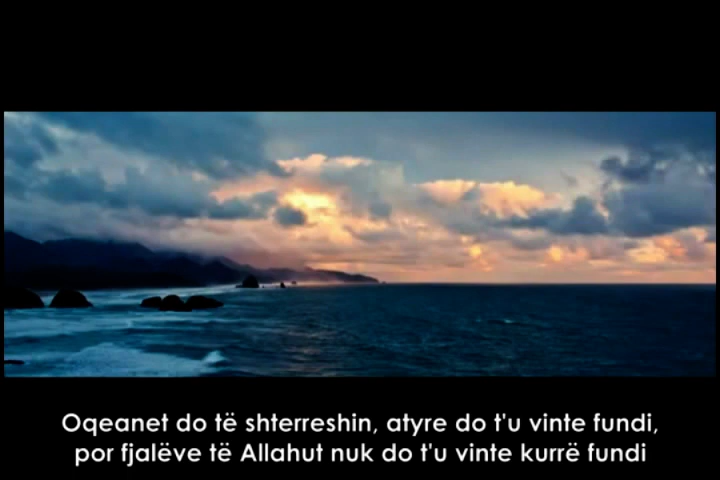 Oqeanet do të shterreshin, atyre do t'u vinte fundi,
por fjalëve të Allahut nuk do t'u vinte kurrë fundi